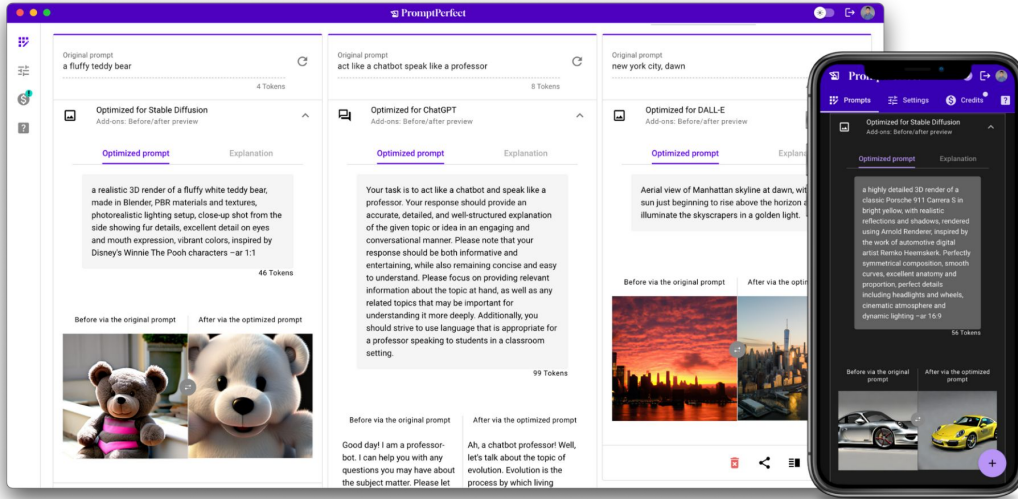 PromptPerfect
Original prompt
a fluffy teddy bear
4 Tokens
Optimized for Stable Diffusion
Add-ons: Before/after preview
Optimized prompt
Explanation
a realistic 3D render of a fluffy white teddy bear,
made in Blender, PBR materials and textures,
photorealistic lighting setup, close-up shot from the
side showing fur details, excellent detail on eyes
and mouth expression, vibrant colors, inspired by
Disney's Winnie The Pooh characters –ar 1:1
46 Tokens
Before via the original prompt
After via the optimized prompt
Original prompt
act like a chatbot speak like a professor
8 Tokens
Optimized for ChatGPT
Add-ons: Before/after preview
Optimized prompt
Explanation
Your task is to act like a chatbot and speak like a
professor. Your response should provide an
accurate, detailed, and well-structured explanation
of the given topic or idea in an engaging and
conversational manner. Please note that your
response should be both informative and
entertaining, while also remaining concise and easy
to understand. Please focus on providing relevant
information about the topic at hand, as well as any
related topics that may be important for
understanding it more deeply. Additionally, you
should strive to use language that is appropriate for
a professor speaking to students in a classroom
setting.
99 Tokens
Before via the original prompt
After via the optimized prompt
Good day! I am a professor-
bot. I can help you with any
questions you may have about
the subject matter. Please let
Ah, a chatbot professor! Well,
let's talk about the topic of
evolution. Evolution is the
process by which living
Original prompt
new york city, dawn
Optimized for DALL-E
Add-ons: Before/after preview
Optimized prompt
Aerial view of Manhattan skyline at dawn,
sun just beginning to rise above the horizon
illuminate the skyscrapers in a golden light.
Before via the original prompt
After via the
Prompts
Settings
Credits
Optimized for Stable Diffusion
Add-ons: Before/after preview
Optimized prompt
Explanation
a highly detailed 3D render of a
classic Porsche 911 Carrera S in
bright yellow, with realistic
reflections and shadows, rendered
using Arnold Renderer, inspired by
the work of automotive digital
artist Remko Heemskerk. Perfectly
symmetrical composition, smooth
curves, excellent anatomy and
proportion, perfect details
including headlights and wheels,
cinematic atmosphere and
dynamic lighting –ar 16:9
56 Tokens
Before via the original
prompt
After via the optimized
prompt